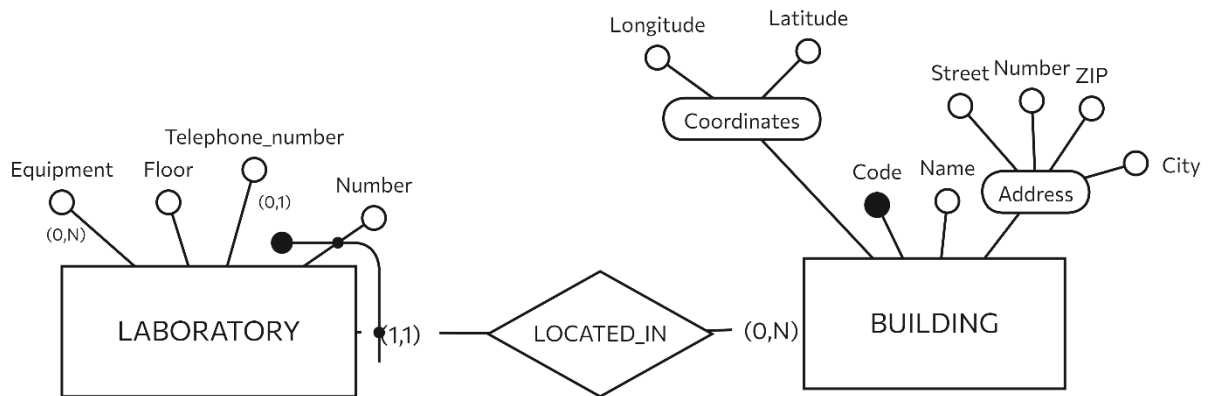 Longitude
Latitude
Street
Number
ZIP
Coordinates
Telephone_number
Equipment
Floor
Number
Code
Name
Address
City
(0,1)
(0,N)
LABORATORY
(1,1)
LOCATED_IN
(0,N)
BUILDING